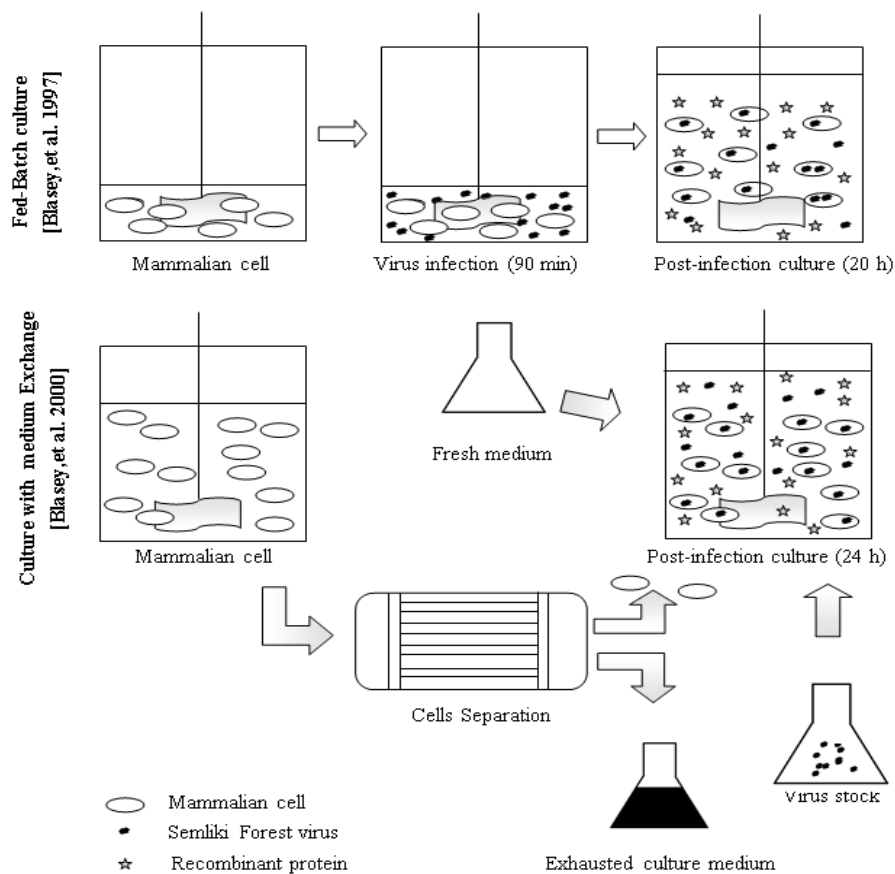 Fed-Batch culture
[Blasey,et al. 1997]
Mammalian cell
Virus infection (90 min)
Post-infection culture (20 h)
Culture with medium Exchange
[Blasey,et al. 2000]
Mammalian cell
Fresh medium
Post-infection culture (24 h)
Cells Separation
Virus stock
Exhausted culture medium
Mammalian cell
Semliki Forest virus
Recombinant protein